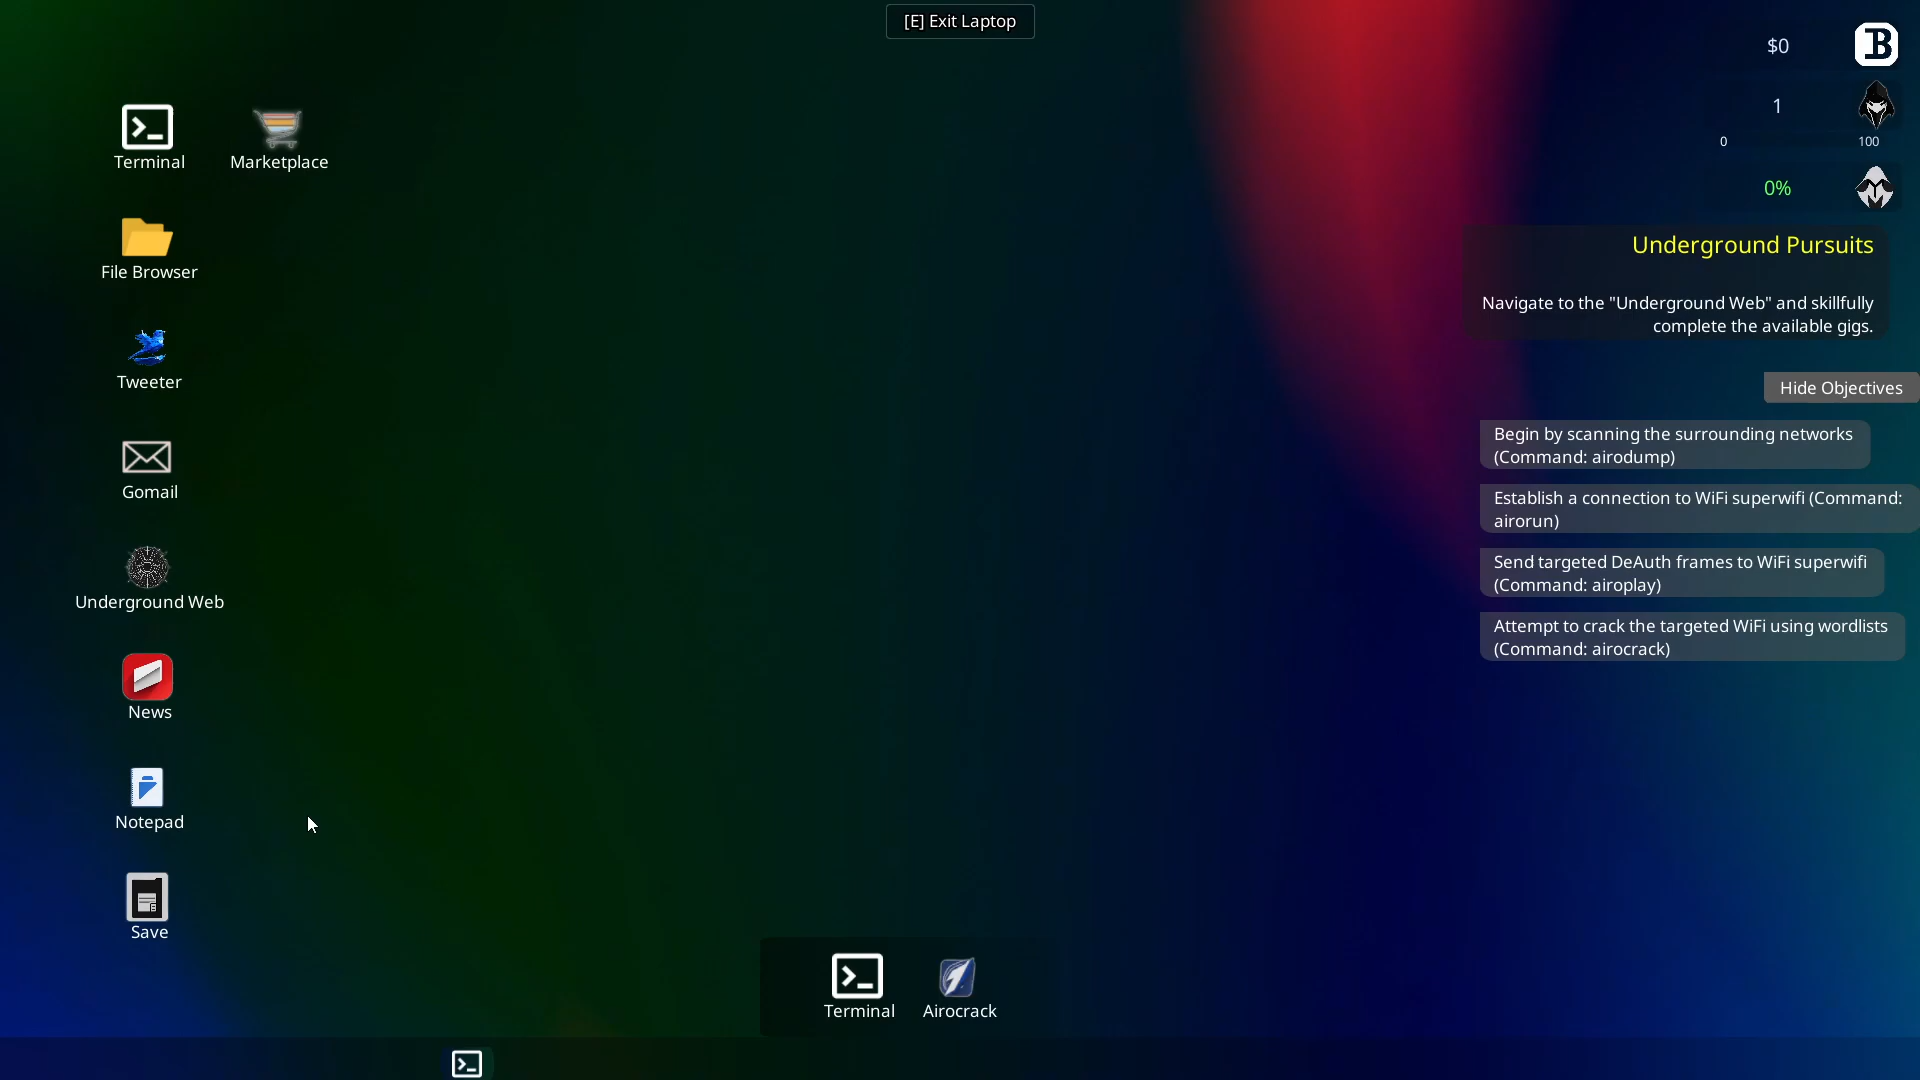 [E] Exit Laptop
$0
1
0 100
0%
Terminal
Marketplace
File Browser
Tweeter
Gomail
Underground Web
News
Notepad
Save
Underground Pursuits
Navigate to the "Underground Web" and skillfully
complete the available gigs.
Hide Objectives
Begin by scanning the surrounding networks
(Command: airodump)
Establish a connection to WiFi superwifi (Command:
airorun)
Send targeted DeAuth frames to WiFi superwifi
(Command: airoplay)
Attempt to crack the targeted WiFi using wordlists
(Command: airocrack)
Terminal
Airocrack